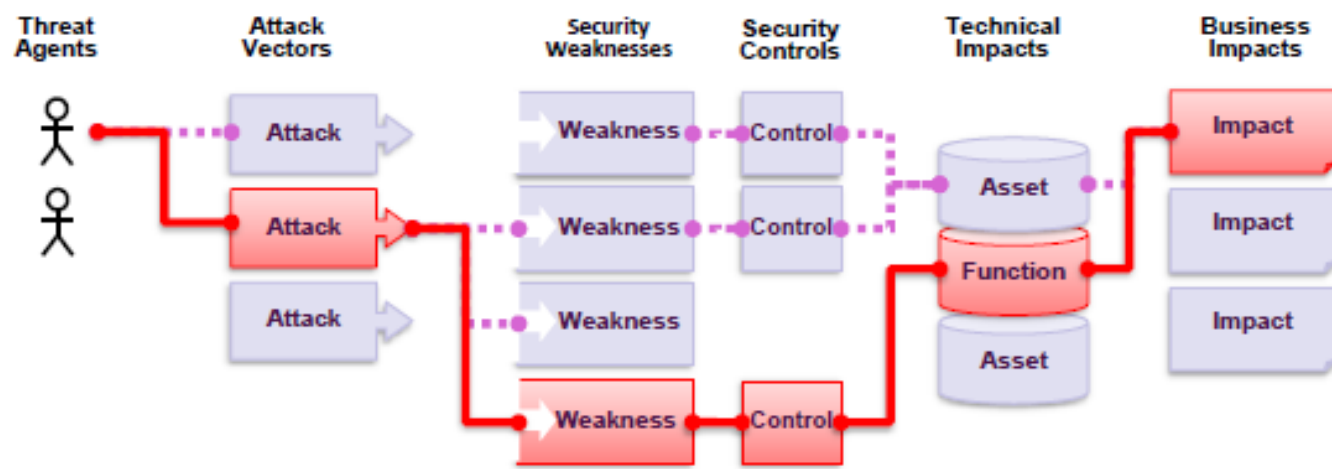 Threat Agents
Attack Vectors
Security Weaknesses
Security Controls
Technical Impacts
Business Impacts
Attack
Weakness
Control
Impact
Asset
Attack
Weakness
Control
Impact
Function
Attack
Weakness
Impact
Asset
Weakness
Control